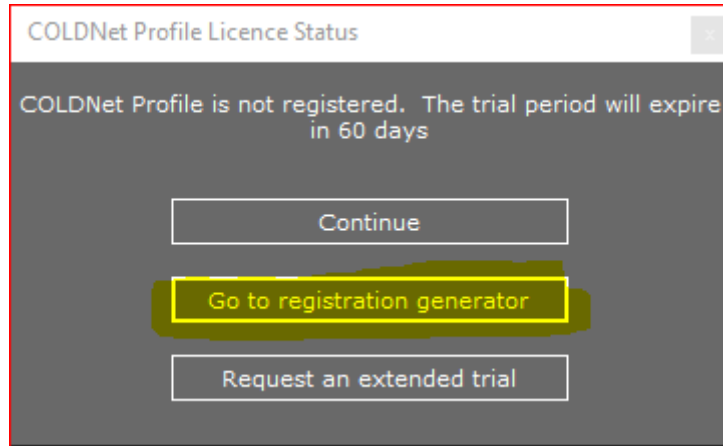 COLDNet Profile Licence Status
x
COLDNet Profile is not registered.  The trial period will expire
in 60 days
Continue
Go to registration generator
Request an extended trial